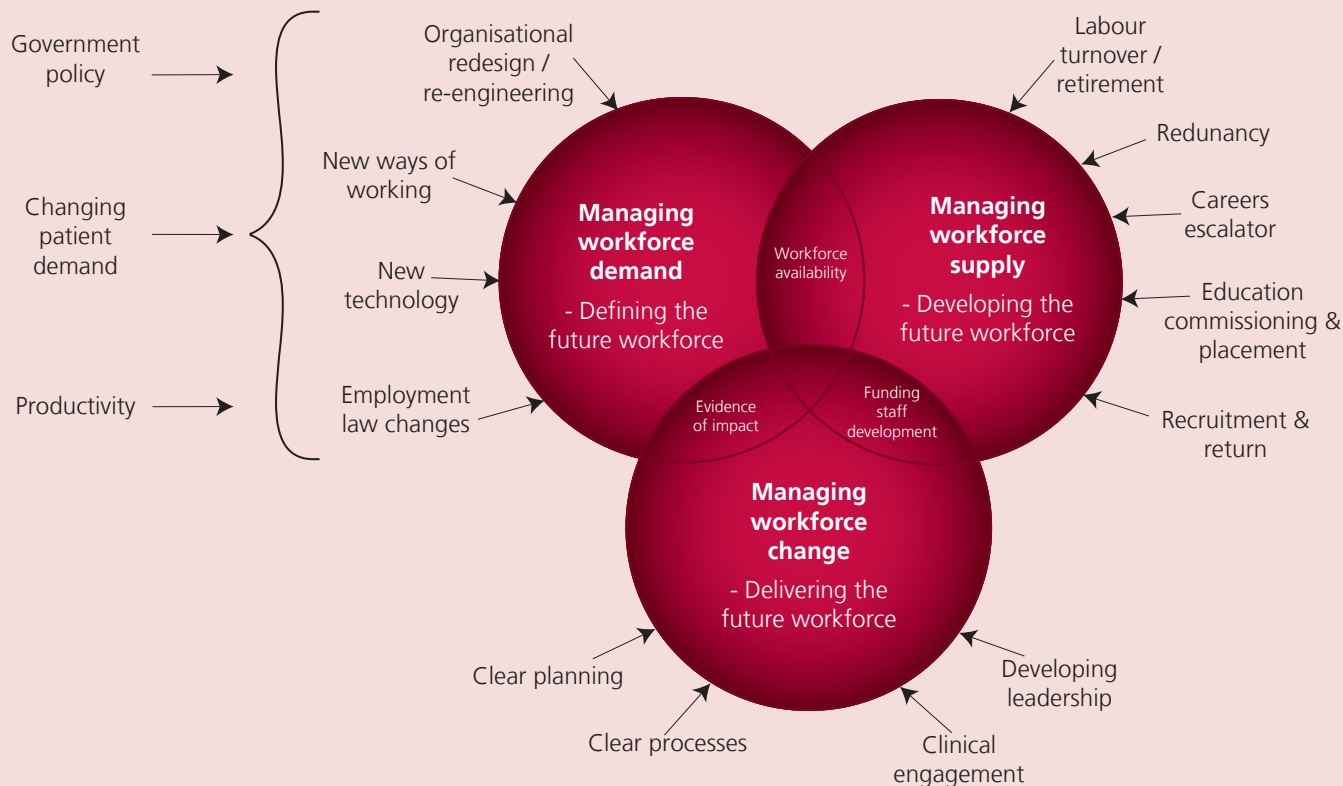 Government
policy
Changing
patient
demand
Productivity
Organisational
redesign /
re-engineering
New ways of
working
New
technology
Employment
law changes
Managing
workforce
demand
- Defining the
future workforce
Workforce
availability
Managing
workforce
supply
- Developing the
future workforce
Labour
turnover /
retirement
Redunancy
Careers
escalator
Education
commissioning &
placement
Recruitment &
return
Evidence
of impact
Funding
staff
development
Managing
workforce
change
- Delivering the
future workforce
Clear planning
Clear processes
Developing
leadership
Clinical
engagement